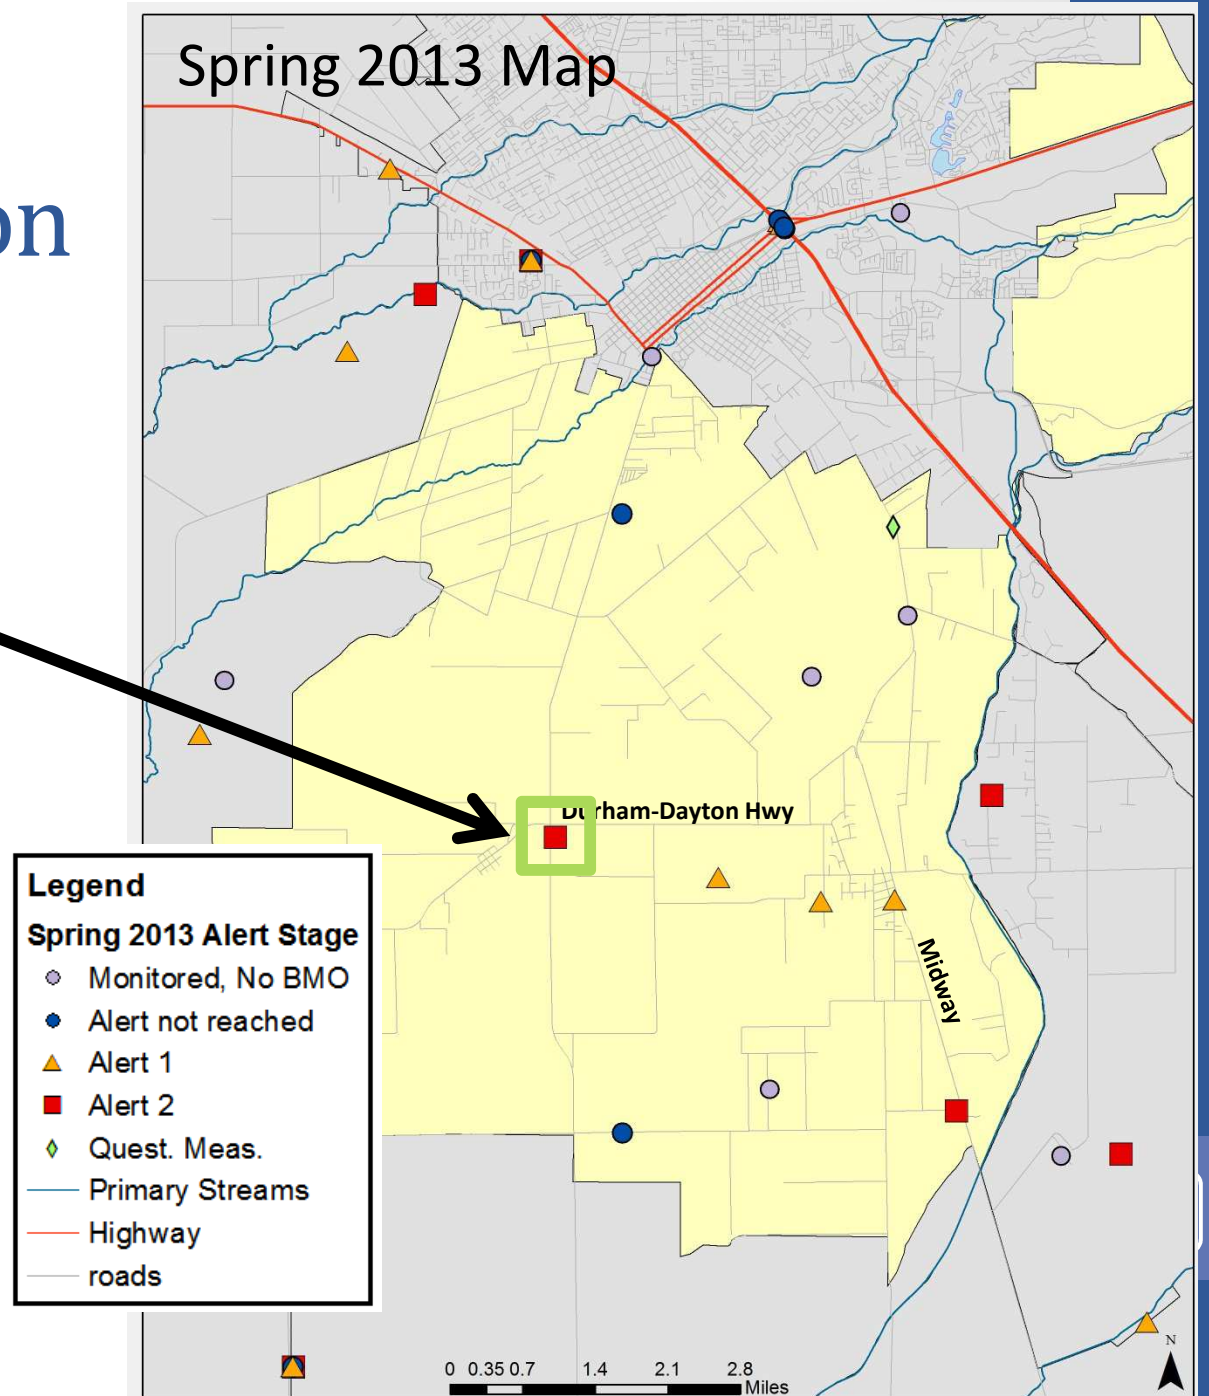 Spring 2013 Map
on
Durham-Dayton Hwy
Midway
Legend
Spring 2013 Alert Stage
Monitored, No BMO
Alert not reached
Alert 1
Alert 2
Quest. Meas.
Primary Streams
Highway
roads
0 0.35 0.7 1.4 2.1 2.8
Miles
N